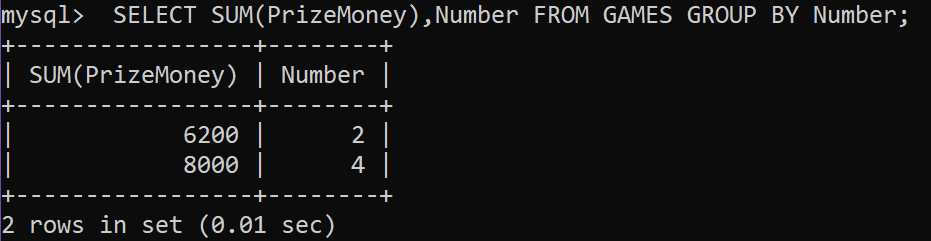 mysql>  SELECT SUM(PrizeMoney),Number FROM GAMES GROUP BY Number;
+-----------------+--------+
| SUM(PrizeMoney) | Number |
+-----------------+--------+
|            6200 |      2 |
|            8000 |      4 |
+-----------------+--------+
2 rows in set (0.01 sec)